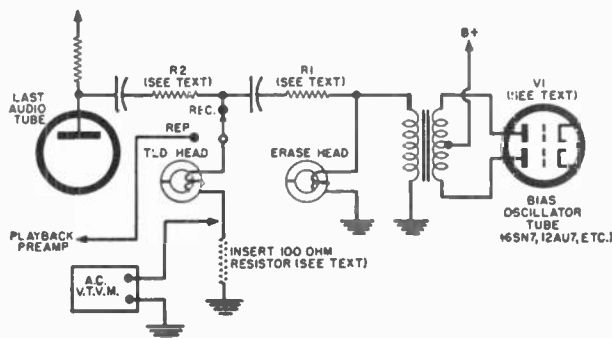 B+
R2
(SEE TEXT)
R1
(SEE TEXT)
V1
(SEE TEXT)
LAST
AUDIO
TUBE
REC.
REP
TLD HEAD
ERASE HEAD
PLAYBACK
PREAMP
INSERT 100 OHM
RESISTOR (SEE TEXT)
A.C.
V.T.V.M.
BIAS
OSCILLATOR
TUBE
(6SN7, 12AU7, ETC.)